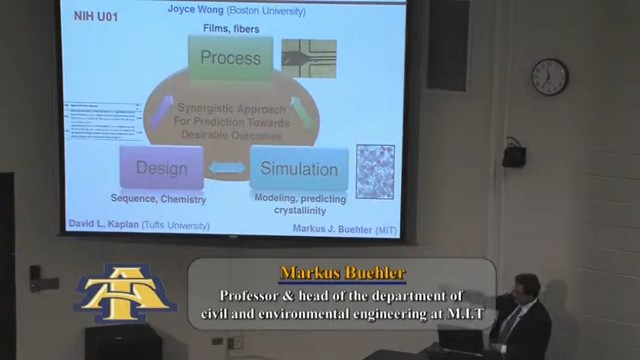 NIH U01
Joyce Wong (Boston University)
Films, fibers
Process
Synergistic Approach
For Prediction Towards
Desirable Outcomes
Design
Simulation
Sequence, Chemistry
Modeling, predicting
crystallinity
David L. Kaplan (Tufts University)
Markus J. Buehler (MIT)
AT
Markus Buehler
Professor & head of the department of
civil and environmental engineering at M.I.T